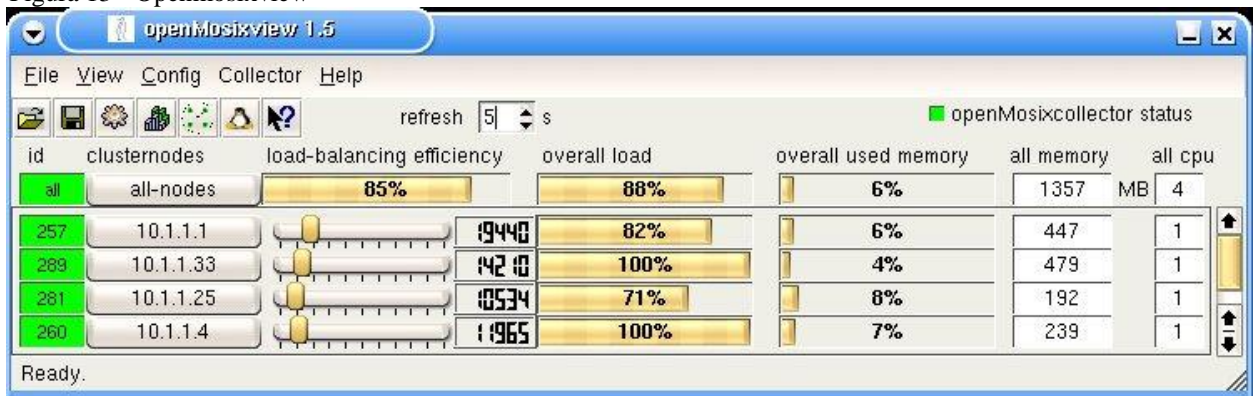 openMosixview 1.5
File View Config Collector Help
refresh 5 s openMosixcollector status
id clusternodes load-balancing efficiency overall load overall used memory all memory all cpu
all all-nodes 85% 88% 6% 1357 MB 4
257 10.1.1.1 19440 82% 6% 447 1
289 10.1.1.33 14210 100% 4% 479 1
281 10.1.1.25 10534 71% 8% 192 1
260 10.1.1.4 11965 100% 7% 239 1
Ready.